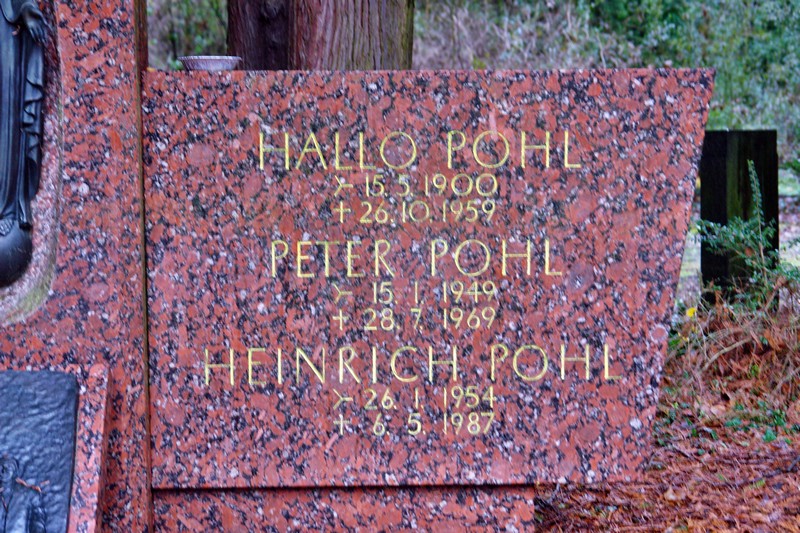 HALLO POHL
≻ 15. 5. 1900
+ 26. 10. 1959
PETER POHL
≻ 15. 1. 1949
+ 28. 7. 1969
HEINRICH POHL
≻ 26. 1. 1954
+ 6. 5. 1987